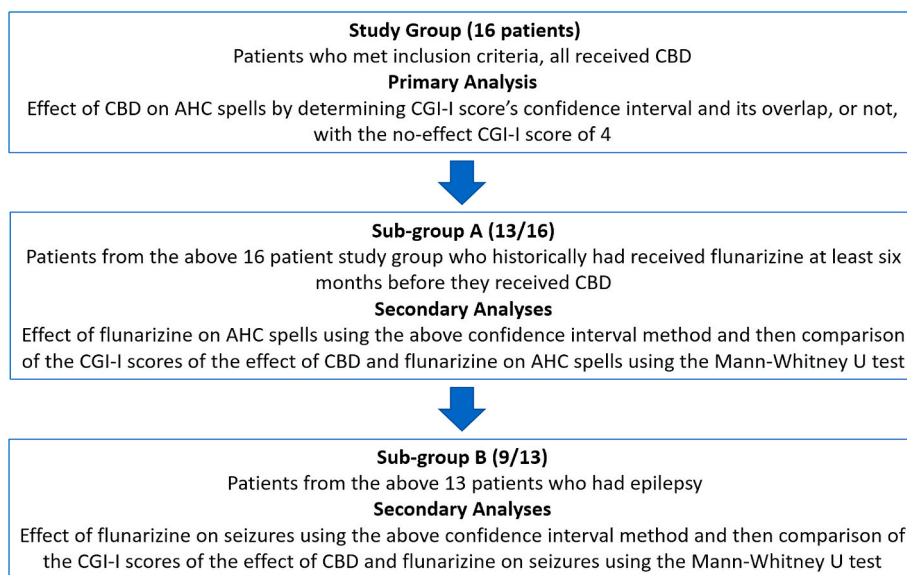 Study Group (16 patients)
Patients who met inclusion criteria, all received CBD
Primary Analysis
Effect of CBD on AHC spells by determining CGI-I score's confidence interval and its overlap, or not,
with the no-effect CGI-I score of 4
Sub-group A (13/16)
Patients from the above 16 patient study group who historically had received flunarizine at least six
months before they received CBD
Secondary Analyses
Effect of flunarizine on AHC spells using the above confidence interval method and then comparison
of the CGI-I scores of the effect of CBD and flunarizine on AHC spells using the Mann-Whitney U test
Sub-group B (9/13)
Patients from the above 13 patients who had epilepsy
Secondary Analyses
Effect of flunarizine on seizures using the above confidence interval method and then comparison of
the CGI-I scores of the effect of CBD and flunarizine on seizures using the Mann-Whitney U test